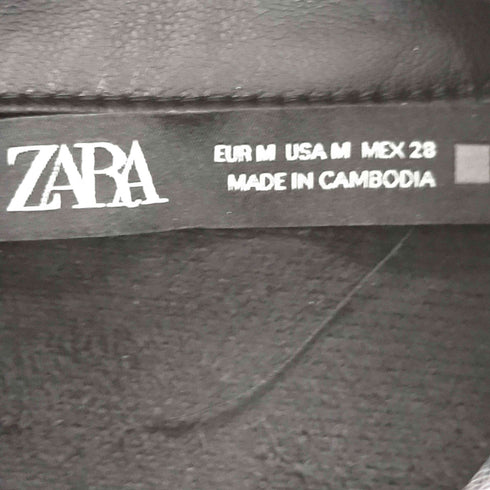 ZARA
EUR M USA M MEX 28
MADE IN CAMBODIA